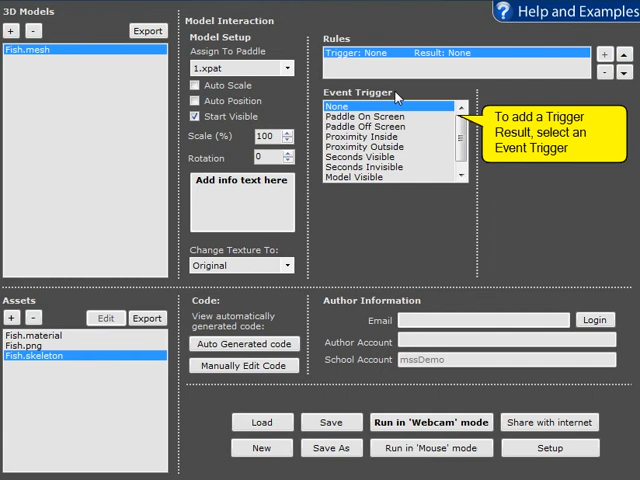 ? Help and Examples
3D Models
+ - Export
Fish.mesh
Model Interaction
Model Setup
Assign To Paddle
1.xpat
Auto Scale
Auto Position
Start Visible
Scale (%) 100
Rotation 0
Add info text here
Change Texture To:
Original
Rules
Trigger: None Result: None
+
-
Event Trigger
None
Paddle On Screen
Paddle Off Screen
Proximity Inside
Proximity Outside
Seconds Visible
Seconds Invisible
Model Visible
To add a Trigger
Result, select an
Event Trigger
Assets
+ - Edit Export
Fish.material
Fish.png
Fish.skeleton
Code:
View automatically
generated code:
Auto Generated code
Manually Edit Code
Author Information
Email Login
Author Account
School Account mssDemo
Load Save Run in 'Webcam' mode Share with internet
New Save As Run in 'Mouse' mode Setup